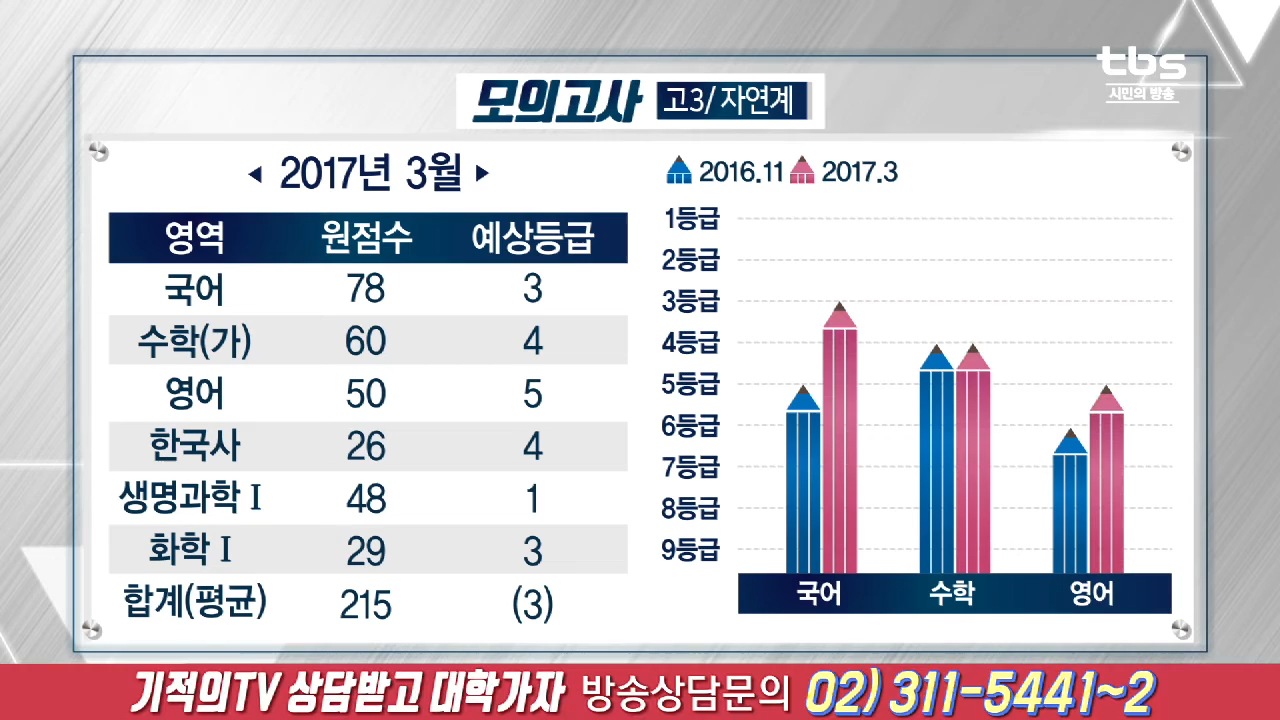 tbs
시민의 방송
모의고사 고3/자연계
◀ 2017년 3월 ▶
영역 원점수 예상등급
국어 78 3
수학(가) 60 4
영어 50 5
한국사 26 4
생명과학 I 48 1
화학 I 29 3
합계(평균) 215 (3)
2016.11 2017.3
1등급
2등급
3등급
4등급
5등급
6등급
7등급
8등급
9등급
국어 수학 영어
기적의TV 상담받고 대학가자 방송상담문의 02) 311-5441~2